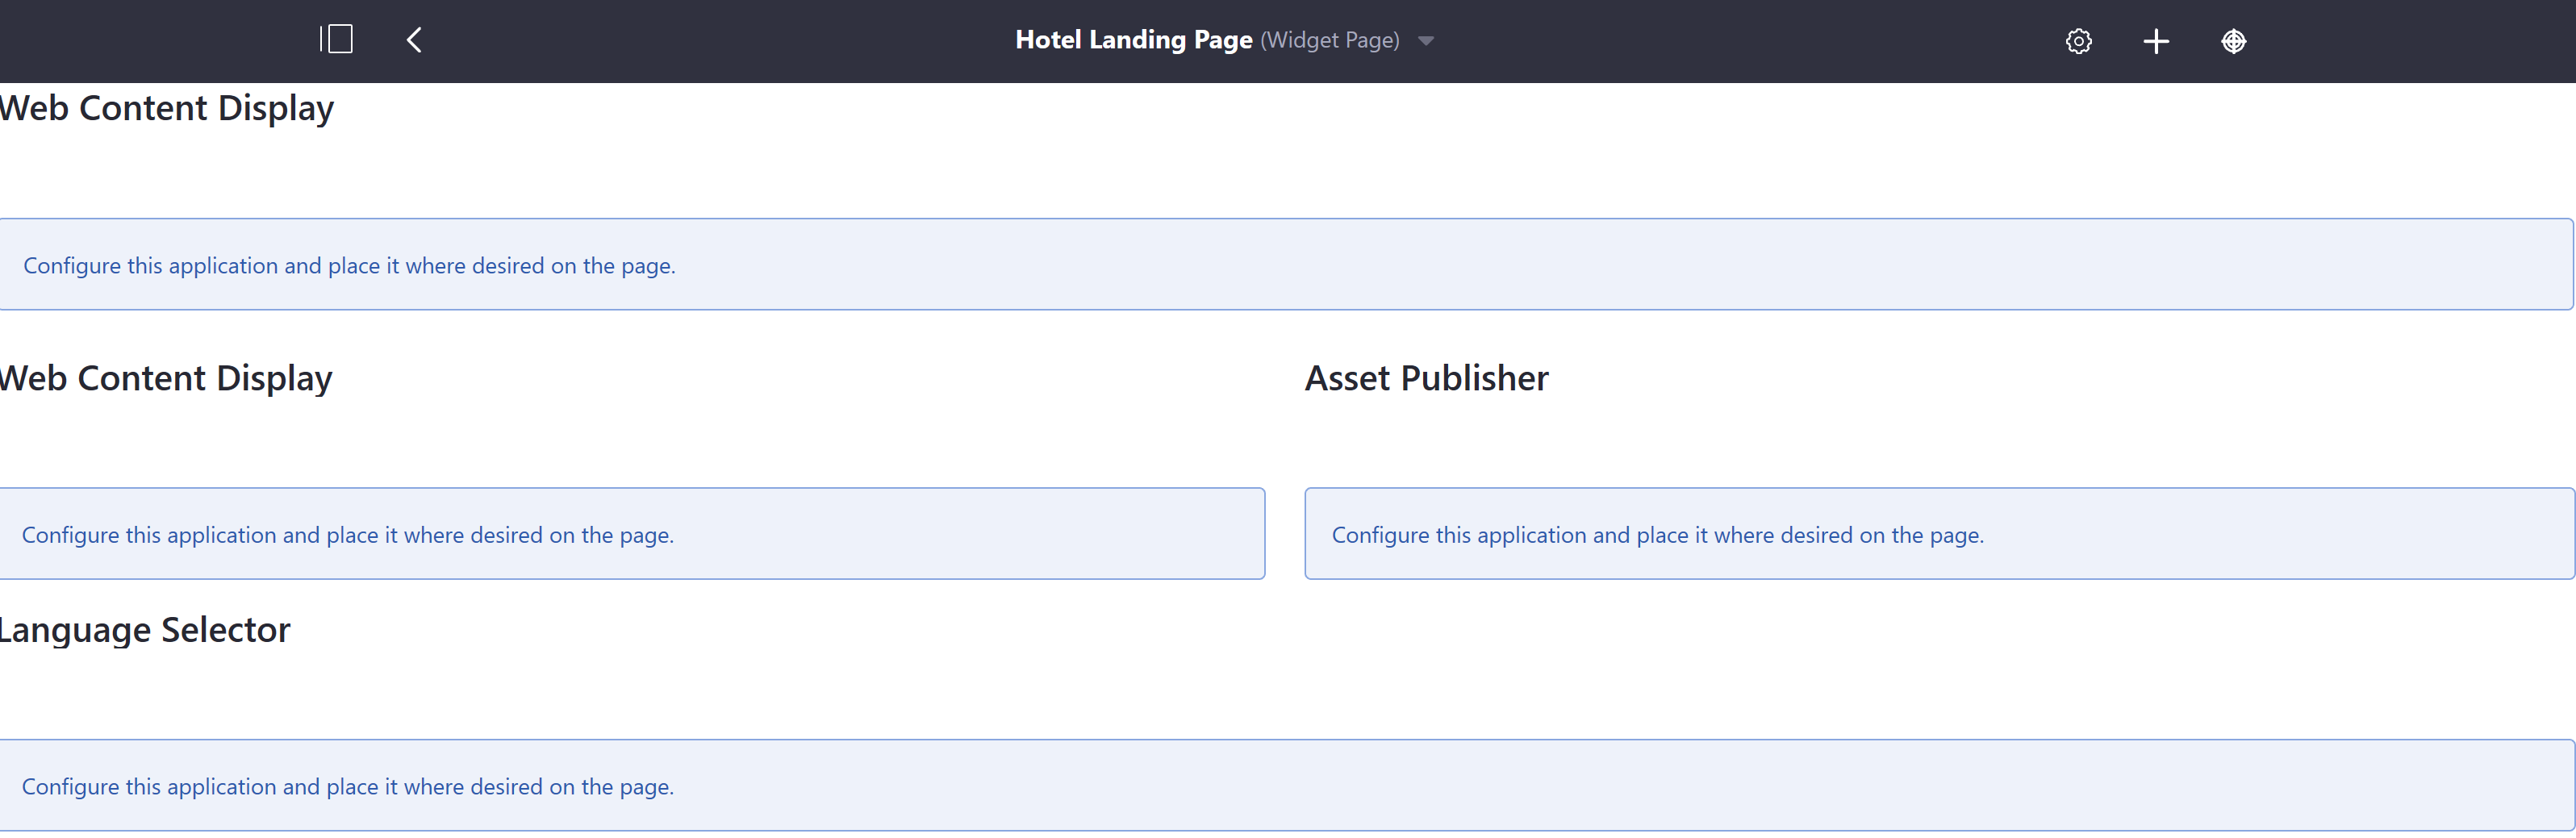 Hotel Landing Page (Widget Page)
Web Content Display
Configure this application and place it where desired on the page.
Web Content Display
Configure this application and place it where desired on the page.
Asset Publisher
Configure this application and place it where desired on the page.
Language Selector
Configure this application and place it where desired on the page.